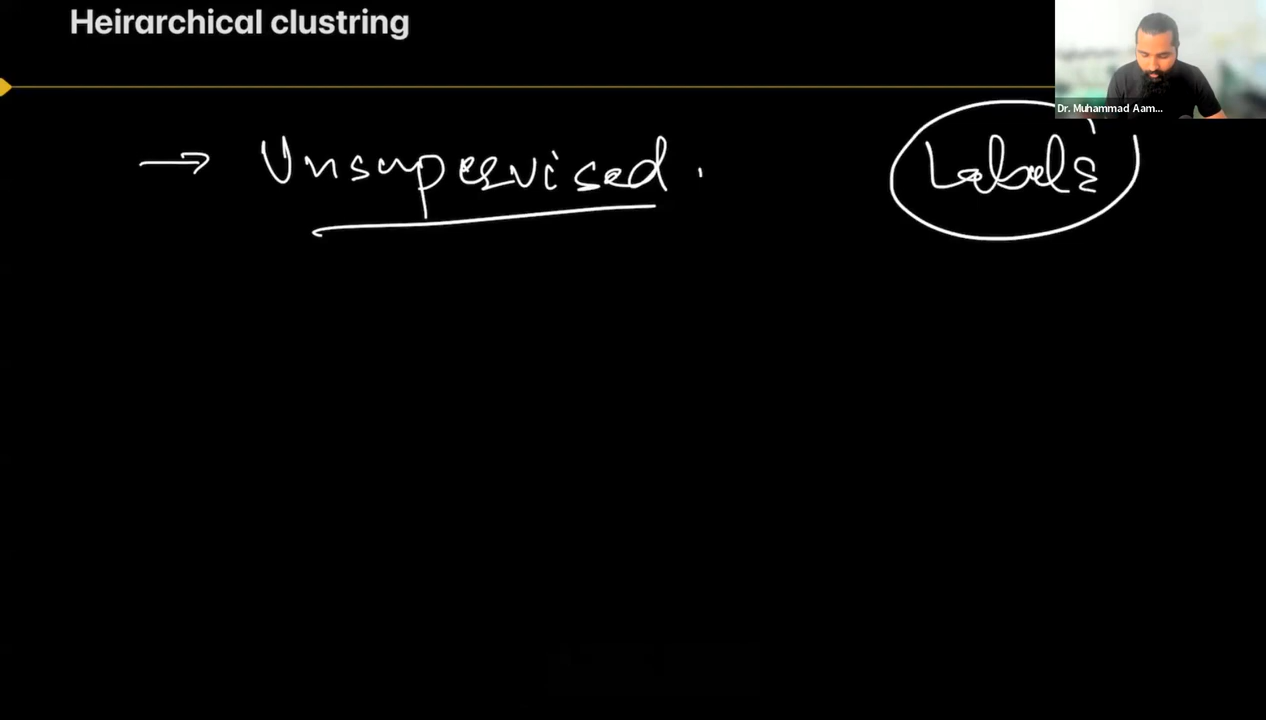 Heirarchical clustring
Dr. Muhammad Aam...
→ Unsupervised. Labels